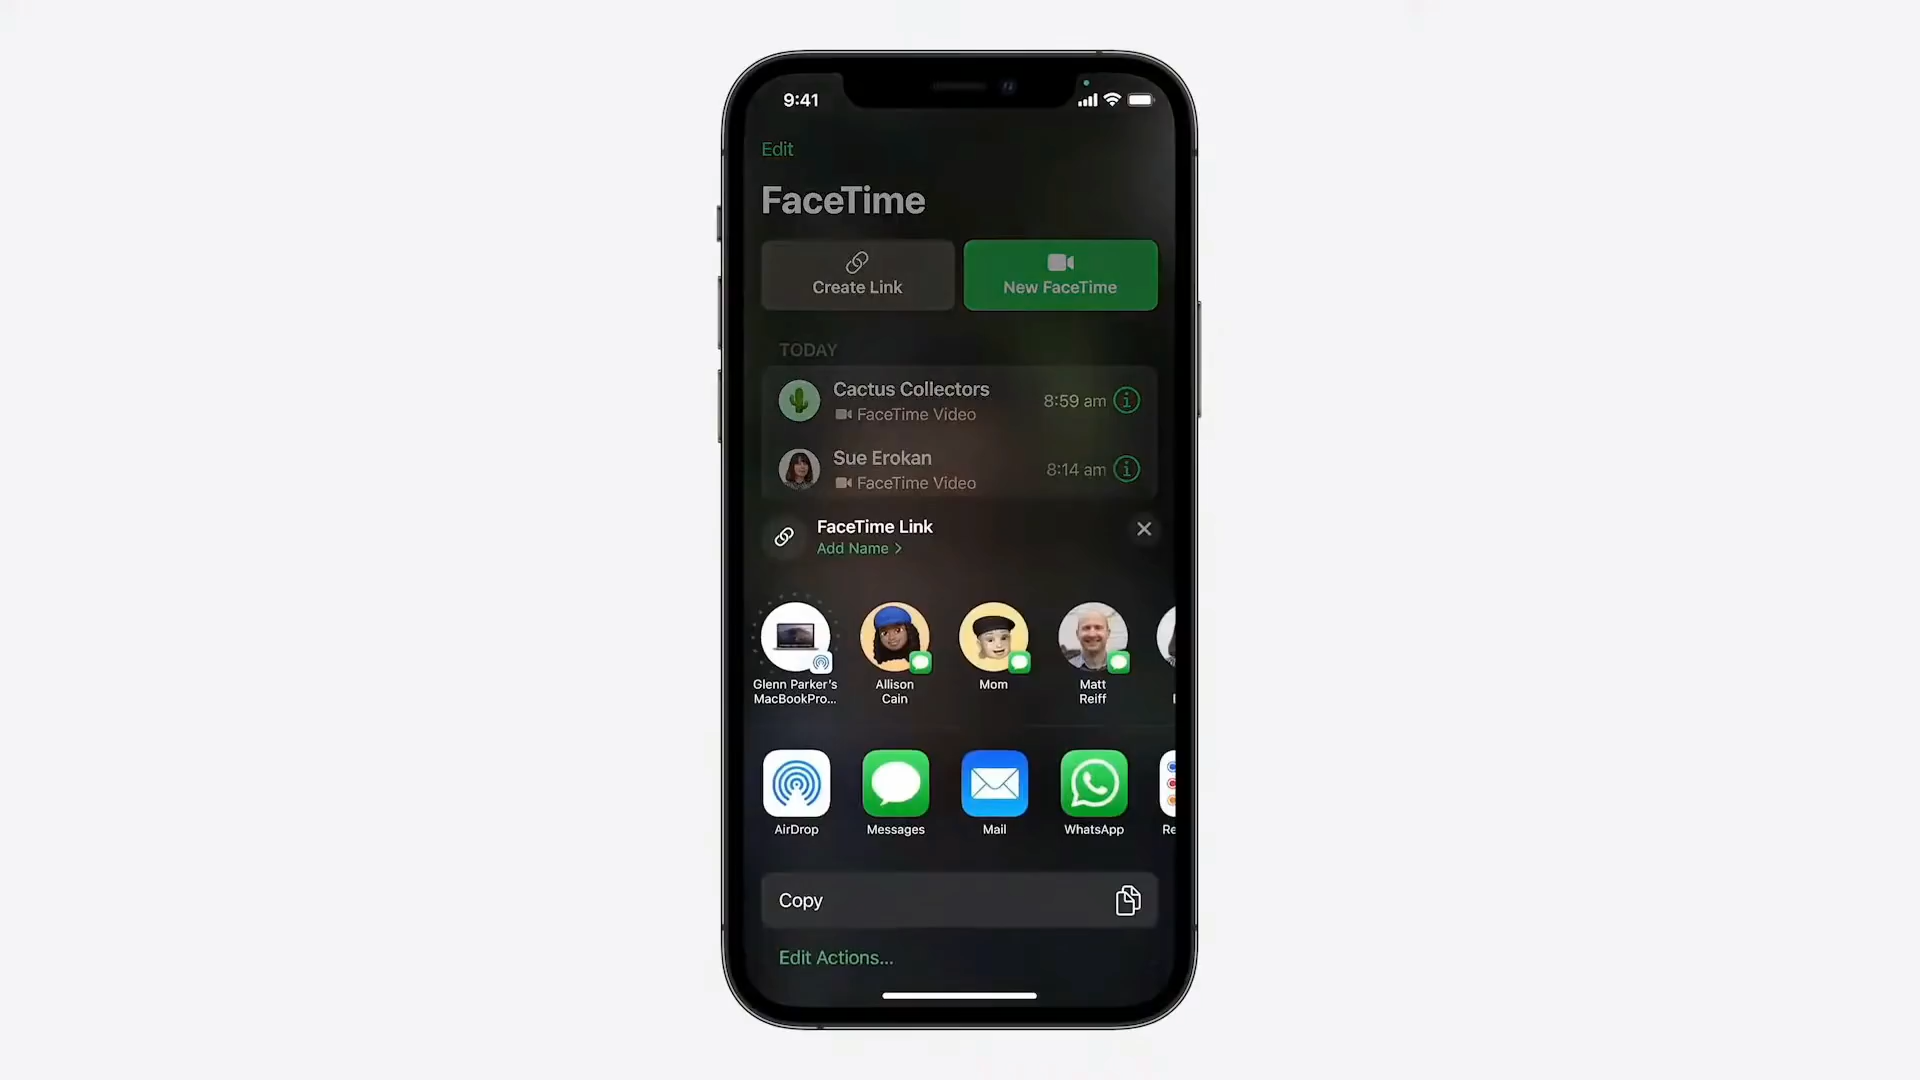 9:41
Edit
FaceTime
Create Link
New FaceTime
TODAY
Cactus Collectors
8:59 am
FaceTime Video
Sue Erokan
8:14 am
FaceTime Video
FaceTime Link
Add Name >
Glenn Parker's
MacBookPro...
Allison
Cain
Mom
Matt
Reiff
AirDrop
Messages
Mail
WhatsApp
Re
Copy
Edit Actions...